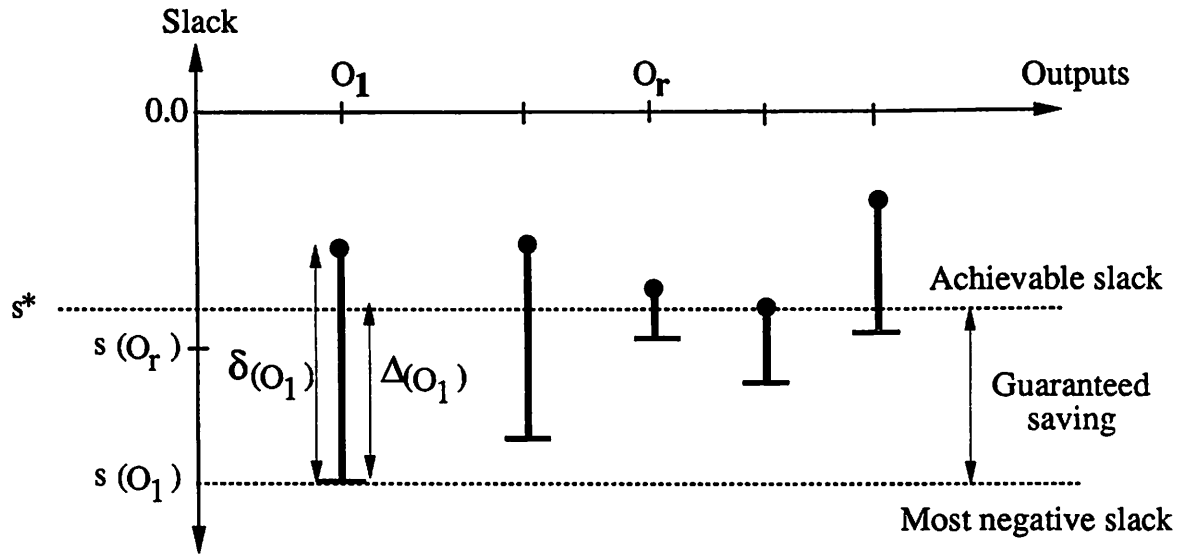 Slack
O1 Or Outputs
0.0
Achievable slack
s*
s (Or)
δ(O1) Δ(O1)
Guaranteed
saving
s (O1)
Most negative slack